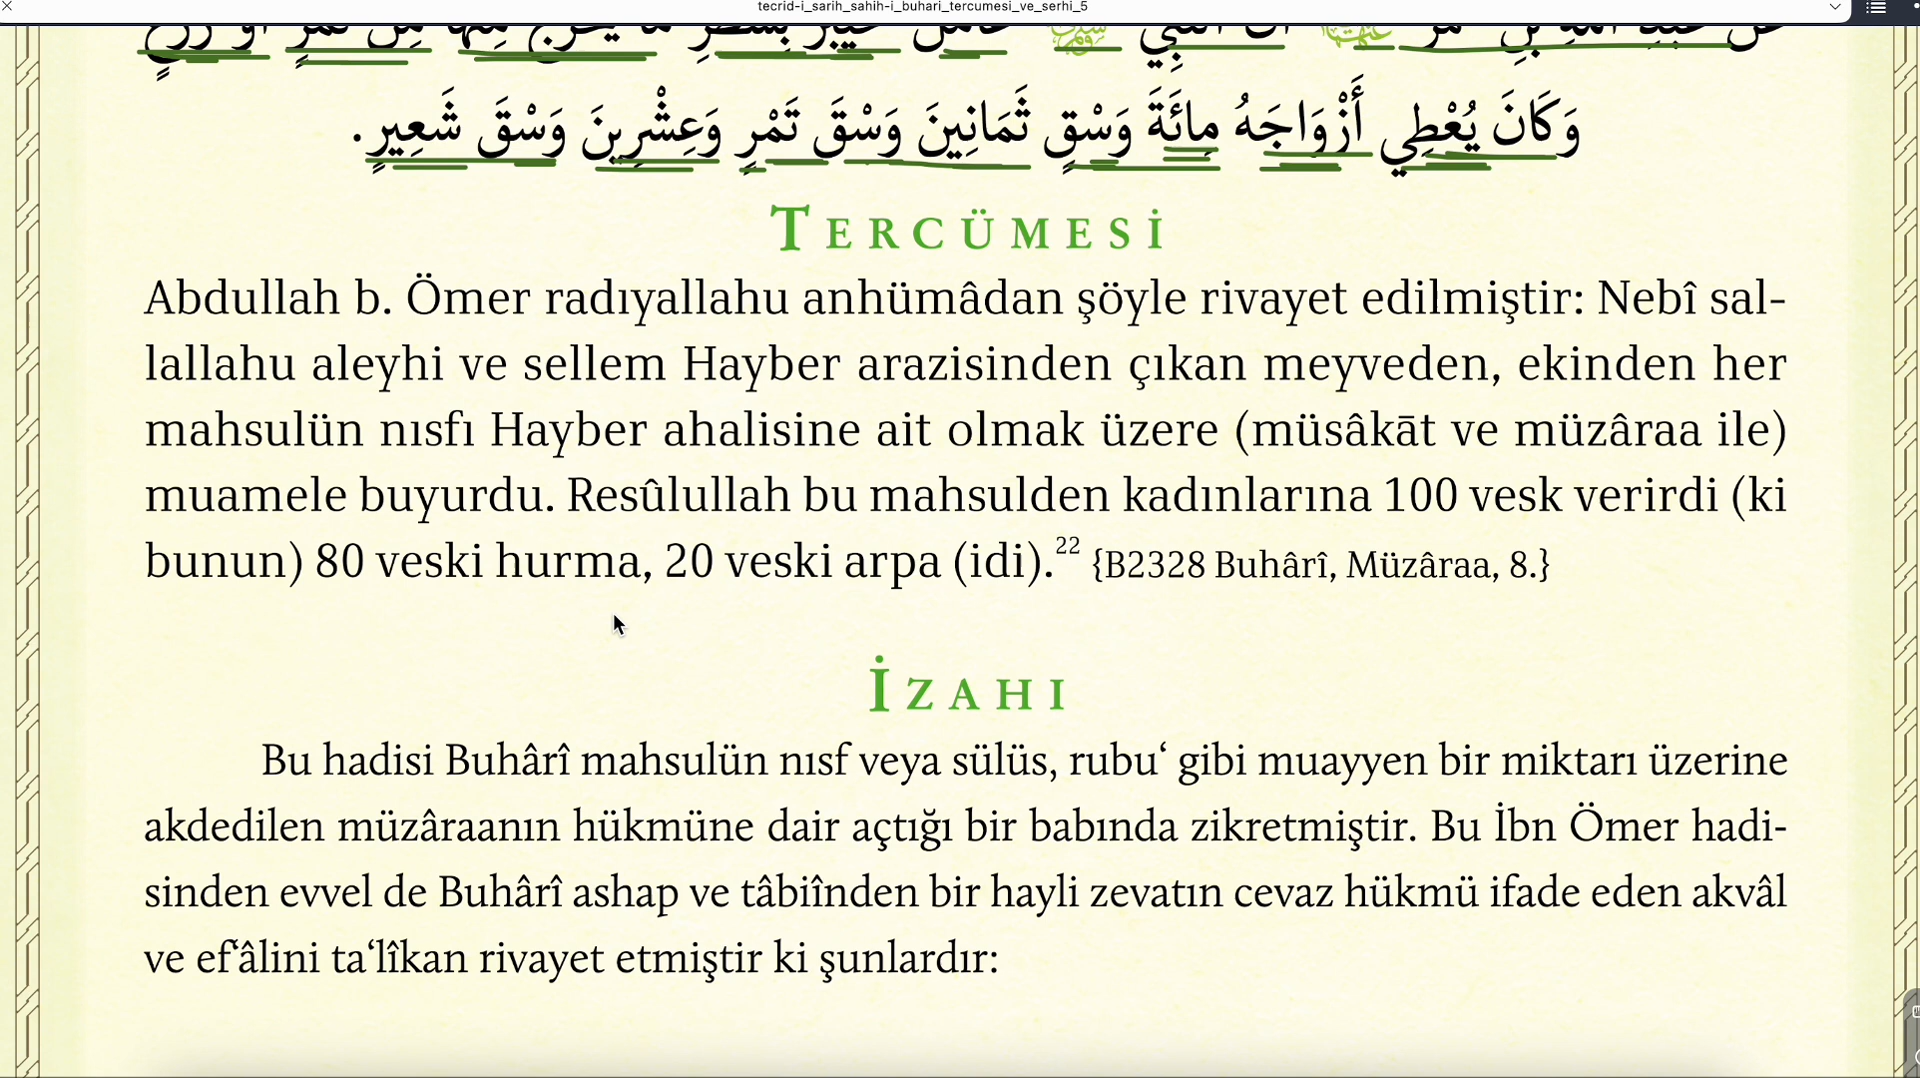 tecrid-i_sarih_sahih-i_buhari_tercumesi_ve_serhi_5
وَكَانَ يُعْطِي أَزْوَاجَهُ مِائَةَ وَسْقٍ ثَمَانِينَ وَسْقَ تَمْرٍ وَعِشْرِينَ وَسْقَ شَعِيرٍ.
TERCÜMESİ
Abdullah b. Ömer radıyallahu anhümâdan şöyle rivayet edilmiştir: Nebî sal-
lallahu aleyhi ve sellem Hayber arazisinden çıkan meyveden, ekinden her
mahsulün nısfı Hayber ahalisine ait olmak üzere (müsâkāt ve müzâraa ile)
muamele buyurdu. Resûlullah bu mahsulden kadınlarına 100 vesk verirdi (ki
bunun) 80 veski hurma, 20 veski arpa (idi).22 {B2328 Buhârî, Müzâraa, 8.}
İZAHI
Bu hadisi Buhârî mahsulün nısf veya sülüs, rubu‘ gibi muayyen bir miktarı üzerine
akdedilen müzâraanın hükmüne dair açtığı bir babında zikretmiştir. Bu İbn Ömer hadi-
sinden evvel de Buhârî ashap ve tâbiînden bir hayli zevatın cevaz hükmü ifade eden akvâl
ve ef‘âlini ta‘lîkan rivayet etmiştir ki şunlardır: